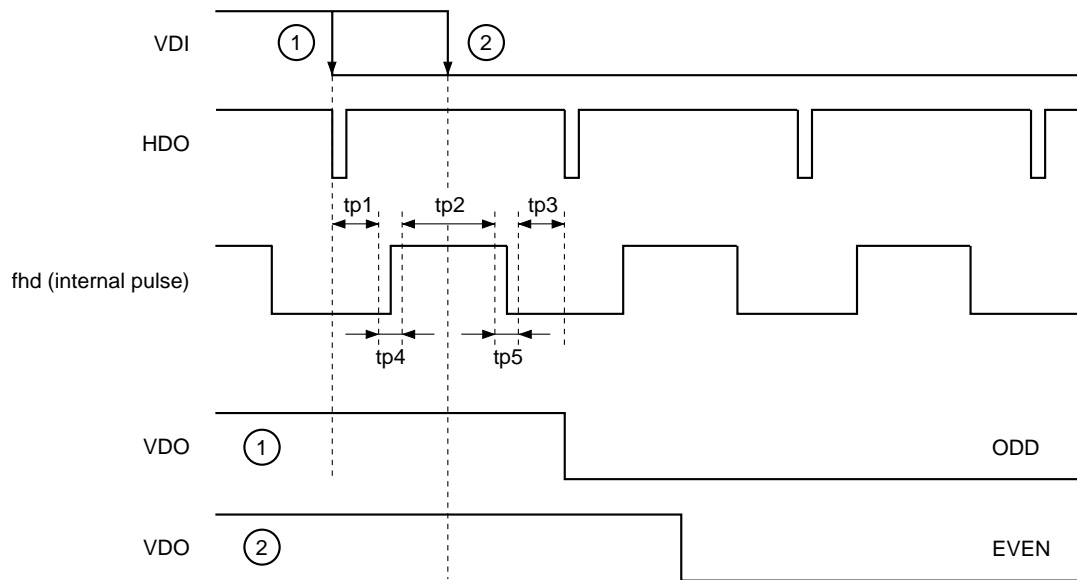 VDI ① ②
HDO
tp1 tp2 tp3
fhd (internal pulse)
tp4 tp5
VDO ① ODD
VDO ② EVEN